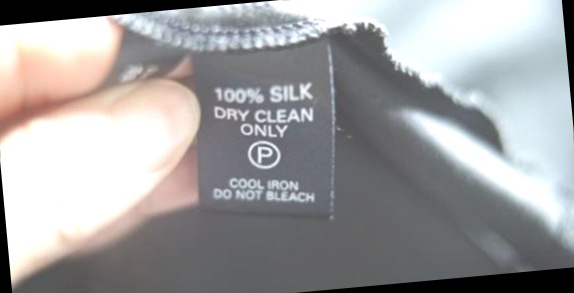 100% SILK
DRY CLEAN
ONLY
P
COOL IRON
DO NOT BLEACH